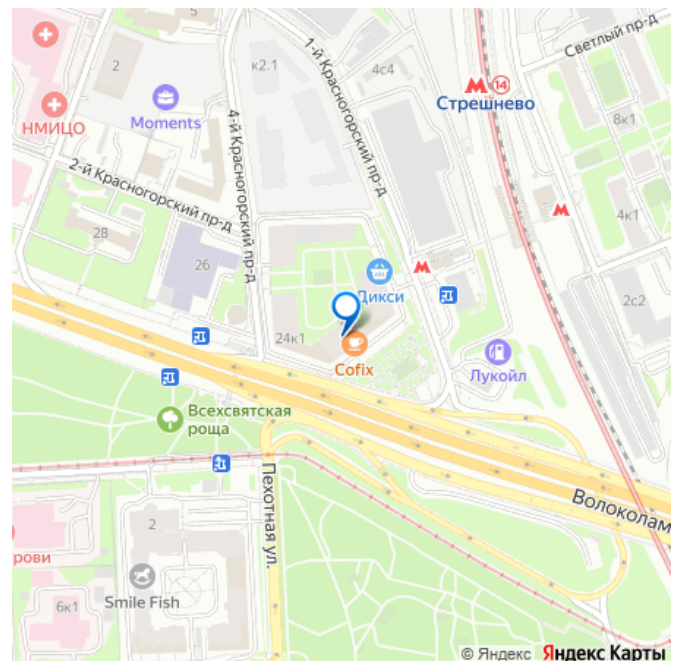 5
2
к2.1
4с4
Светлый пр-д
1-й Красногорский пр-д
14
Стрешнево
Moments
НМИЦО
8к1
4-й Красногорский пр-д
2-й Красногорский пр-д
4к1
28
26
Дикси
2с2
24к1
Cofix
Лукойл
Всехсвятская
роща
Пехотная ул.
Волоколам
2
рови
Smile Fish
6к1
© Яндекс Яндекс Карты